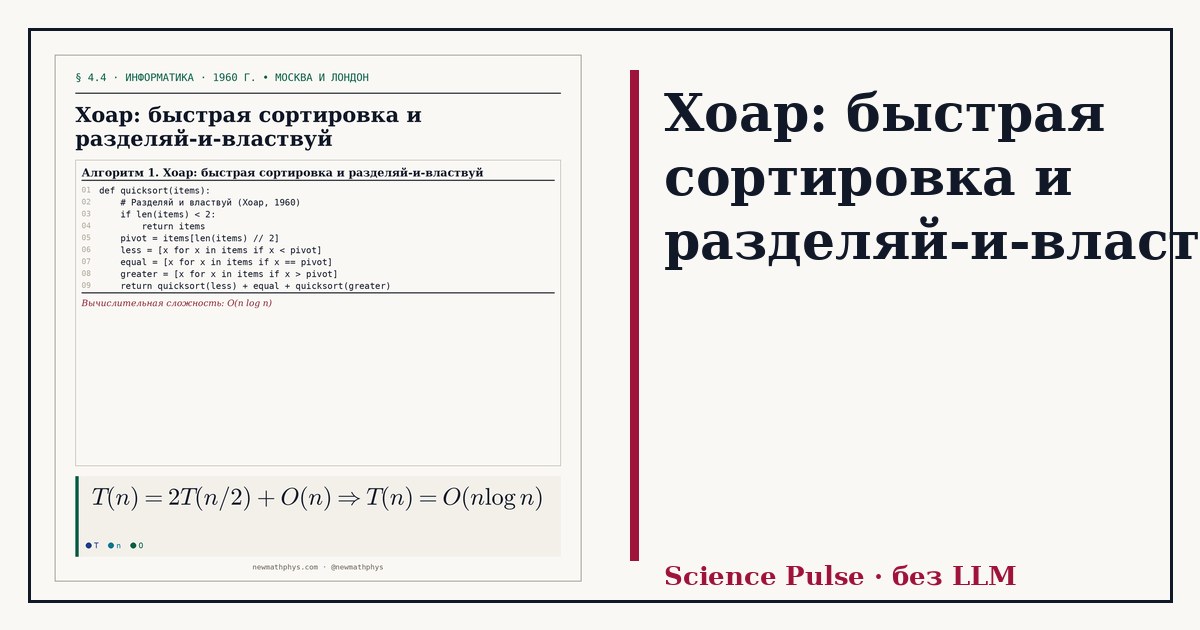 § 4.4 · ИНФОРМАТИКА · 1960 Г. • МОСКВА И ЛОНДОН
Хоар: быстрая сортировка и
разделяй-и-властвуй
Алгоритм 1. Хоар: быстрая сортировка и разделяй-и-властвуй
01 def quicksort(items):
02     # Разделяй и властвуй (Хоар, 1960)
03     if len(items) < 2:
04         return items
05     pivot = items[len(items) // 2]
06     less = [x for x in items if x < pivot]
07     equal = [x for x in items if x == pivot]
08     greater = [x for x in items if x > pivot]
09     return quicksort(less) + equal + quicksort(greater)
Вычислительная сложность: O(n log n)
T(n) = 2T(n/2) + O(n) ⇒ T(n) = O(n log n)
T n O
newmathphys.com · @newmathphys
Хоар: быстрая
сортировка и
разделяй-и-власт
Science Pulse · без LLM